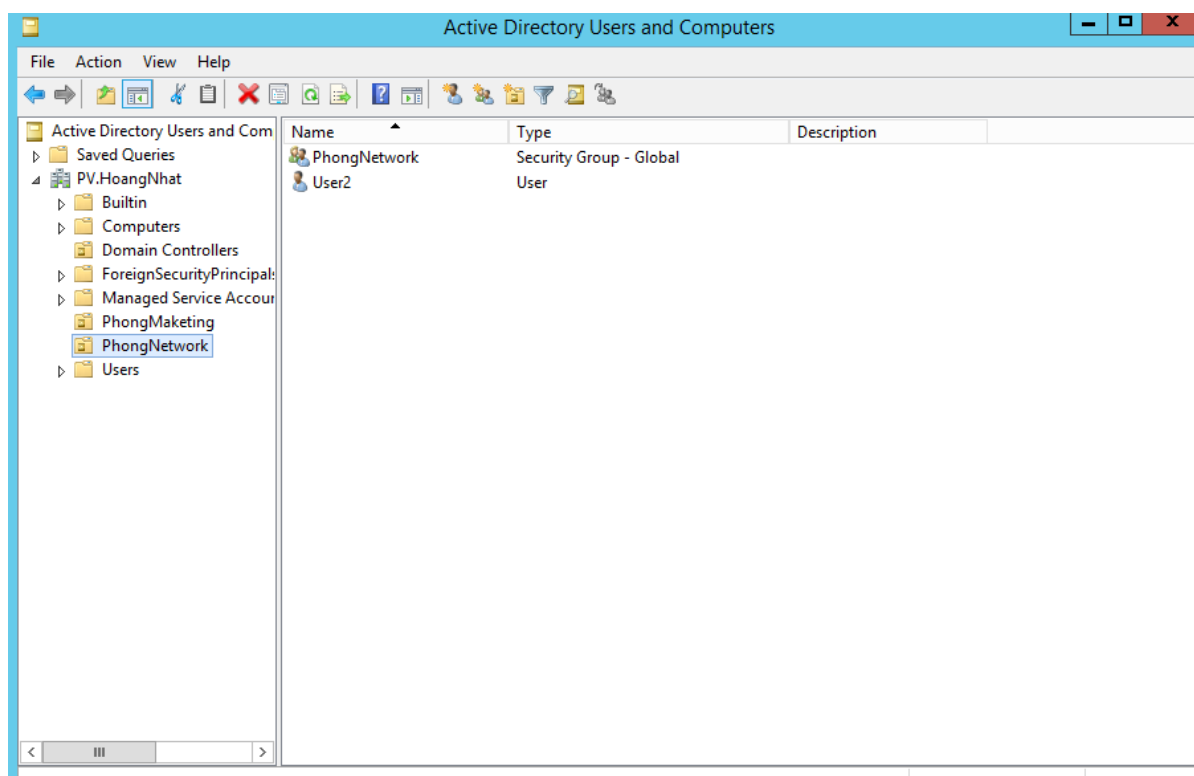 Active Directory Users and Computers
File Action View Help
Active Directory Users and Com
Saved Queries
PV.HoangNhat
Builtin
Computers
Domain Controllers
ForeignSecurityPrincipals
Managed Service Accour
PhongMaketing
PhongNetwork
Users
Name Type Description
PhongNetwork Security Group - Global
User2 User